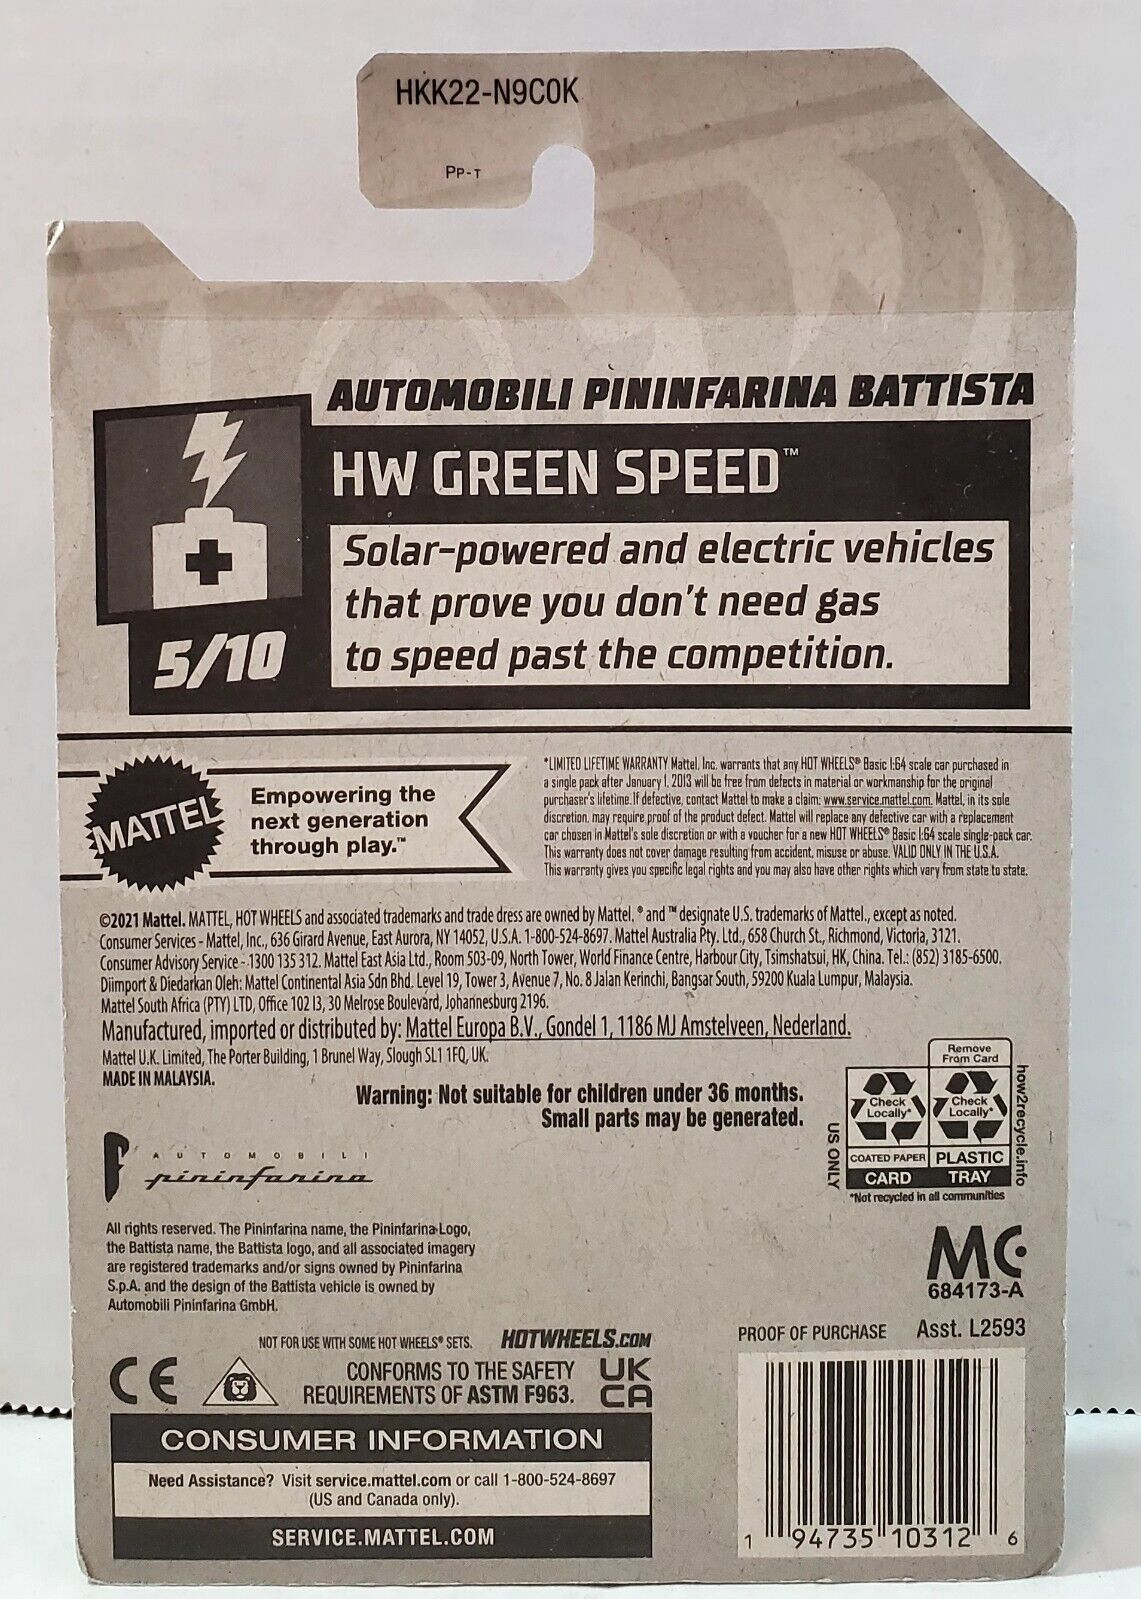 HKK22-N9C0K
PP-T
AUTOMOBILI PININFARINA BATTISTA
HW GREEN SPEED™
Solar-powered and electric vehicles
that prove you don't need gas
to speed past the competition.
5/10
MATTEL
Empowering the
next generation
through play.™
*LIMITED LIFETIME WARRANTY Mattel, Inc. warrants that any HOT WHEELS® Basic 1:64 scale car purchased in
a single pack after January 1, 2013 will be free from defects in material or workmanship for the original
purchaser's lifetime. If defective, contact Mattel to make a claim: www.service.mattel.com. Mattel, in its sole
discretion, may require proof of the product defect. Mattel will replace any defective car with a replacement
car chosen in Mattel's sole discretion or with a voucher for a new HOT WHEELS® Basic 1:64 scale single-pack car.
This warranty does not cover damage resulting from accident, misuse or abuse. VALID ONLY IN THE U.S.A.
This warranty gives you specific legal rights and you may also have other rights which vary from state to state.
©2021 Mattel. MATTEL, HOT WHEELS and associated trademarks and trade dress are owned by Mattel. ® and ™ designate U.S. trademarks of Mattel., except as noted.
Consumer Services - Mattel, Inc., 636 Girard Avenue, East Aurora, NY 14052, U.S.A. 1-800-524-8697. Mattel Australia Pty. Ltd., 658 Church St., Richmond, Victoria, 3121.
Consumer Advisory Service - 1300 135 312. Mattel East Asia Ltd., Room 503-09, North Tower, World Finance Centre, Harbour City, Tsimshatsui, HK, China. Tel.: (852) 3185-6500.
Diimport & Diedarkan Oleh: Mattel Continental Asia Sdn Bhd. Level 19, Tower 3, Avenue 7, No. 8 Jalan Kerinchi, Bangsar South, 59200 Kuala Lumpur, Malaysia.
Mattel South Africa (PTY) LTD, Office 102 I3, 30 Melrose Boulevard, Johannesburg 2196.
Manufactured, imported or distributed by: Mattel Europa B.V., Gondel 1, 1186 MJ Amstelveen, Nederland.
Mattel U.K. Limited, The Porter Building, 1 Brunel Way, Slough SL1 1FQ, UK.
MADE IN MALAYSIA.
Warning: Not suitable for children under 36 months.
Small parts may be generated.
US ONLY
Remove
From Card
Check
Locally*
Check
Locally*
COATED PAPER
PLASTIC
CARD
TRAY
how2recycle.info
*Not recycled in all communities
AUTOMOBILI
pininfarina
All rights reserved. The Pininfarina name, the Pininfarina Logo,
the Battista name, the Battista logo, and all associated imagery
are registered trademarks and/or signs owned by Pininfarina
S.p.A. and the design of the Battista vehicle is owned by
Automobili Pininfarina GmbH.
MC
684173-A
NOT FOR USE WITH SOME HOT WHEELS® SETS.
HOTWHEELS.COM
PROOF OF PURCHASE
Asst. L2593
CE
CONFORMS TO THE SAFETY
REQUIREMENTS OF ASTM F963.
UK
CA
CONSUMER INFORMATION
Need Assistance? Visit service.mattel.com or call 1-800-524-8697
(US and Canada only).
SERVICE.MATTEL.COM
1 94735 10312 6